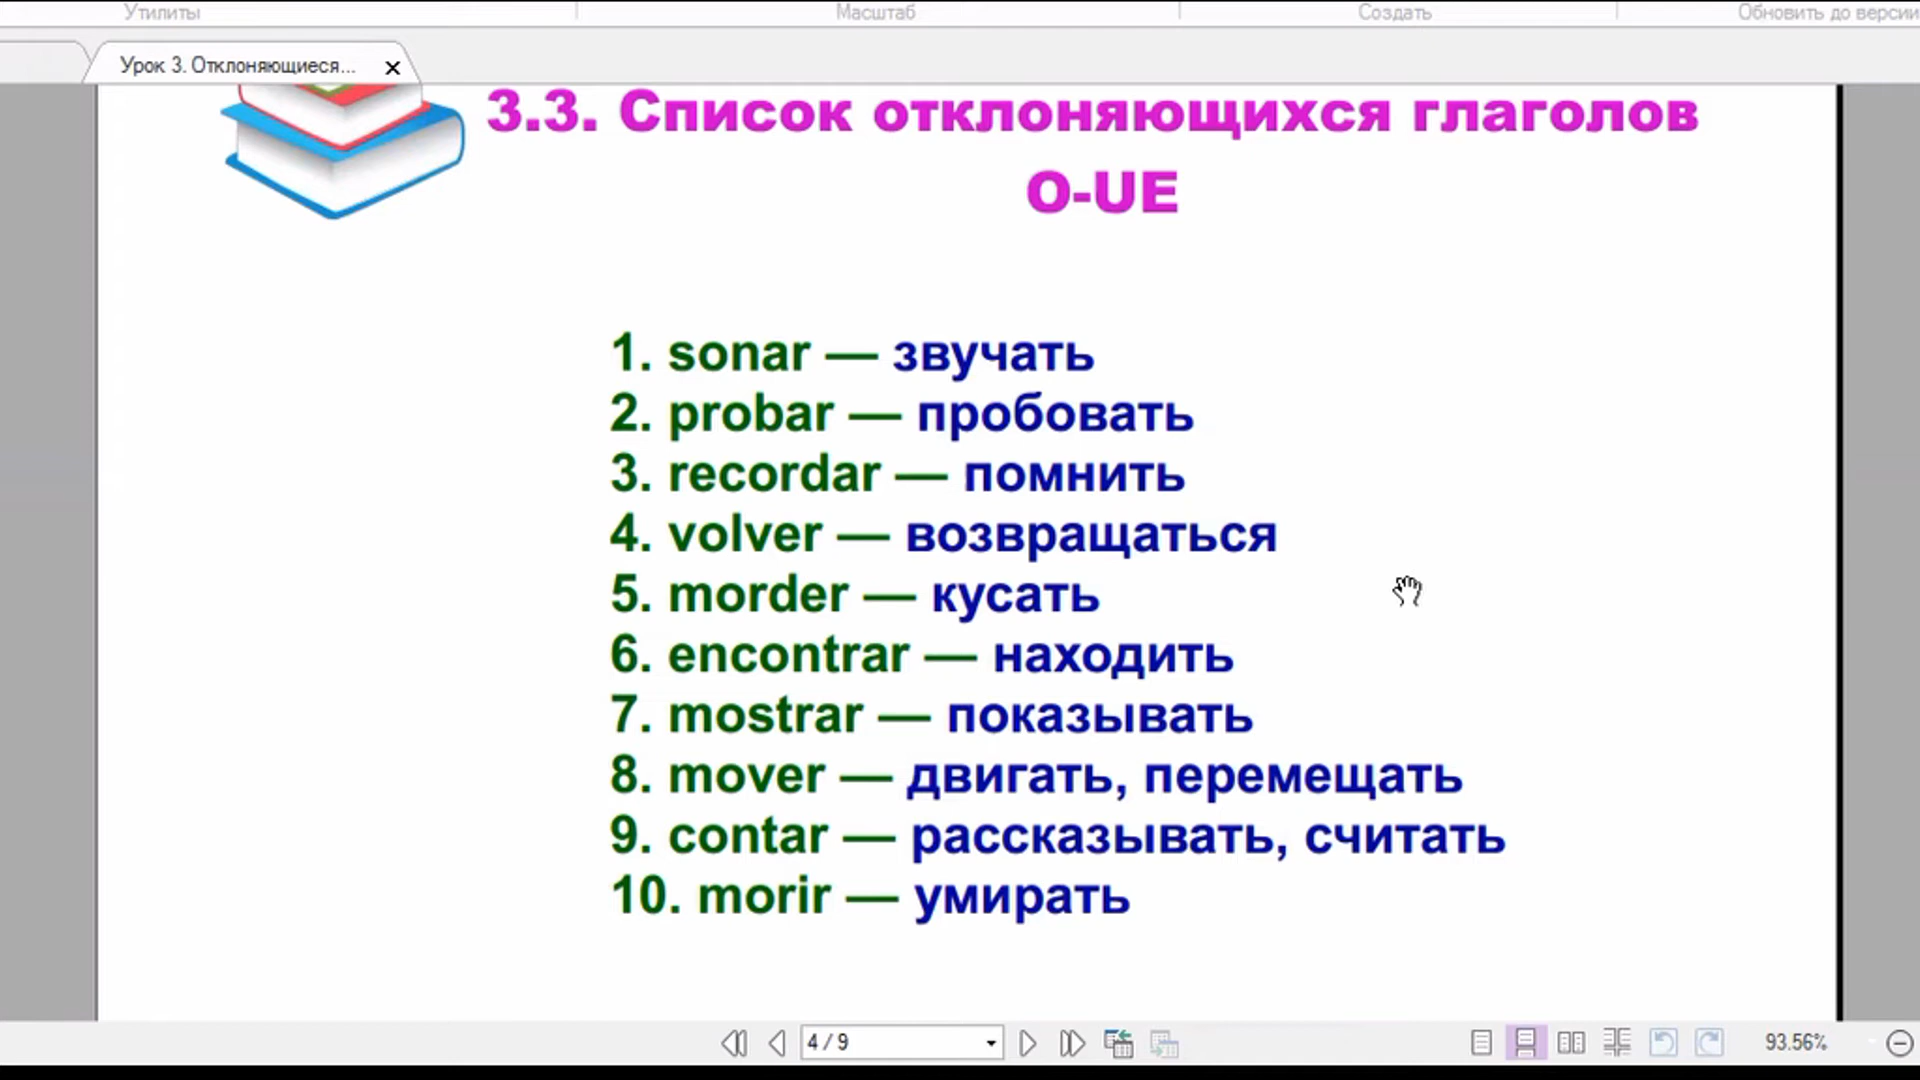 Утилиты
Масштаб
Создать
Обновить до версии
Урок 3. Отклоняющиеся...
3.3. Список отклоняющихся глаголов
O-UE
1. sonar — звучать
2. probar — пробовать
3. recordar — помнить
4. volver — возвращаться
5. morder — кусать
6. encontrar — находить
7. mostrar — показывать
8. mover — двигать, перемещать
9. contar — рассказывать, считать
10. morir — умирать
4 / 9
93.56%